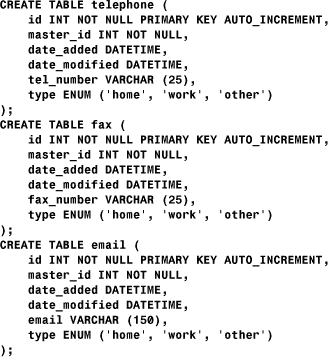 CREATE TABLE telephone (
id INT NOT NULL PRIMARY KEY AUTO_INCREMENT,
master_id INT NOT NULL,
date_added DATETIME,
date_modified DATETIME,
tel_number VARCHAR (25),
type ENUM ('home', 'work', 'other')
);
CREATE TABLE fax (
id INT NOT NULL PRIMARY KEY AUTO_INCREMENT,
master_id INT NOT NULL,
date_added DATETIME,
date_modified DATETIME,
fax_number VARCHAR (25),
type ENUM ('home', 'work', 'other')
);
CREATE TABLE email (
id INT NOT NULL PRIMARY KEY AUTO_INCREMENT,
master_id INT NOT NULL,
date_added DATETIME,
date_modified DATETIME,
email VARCHAR (150),
type ENUM ('home', 'work', 'other')
);